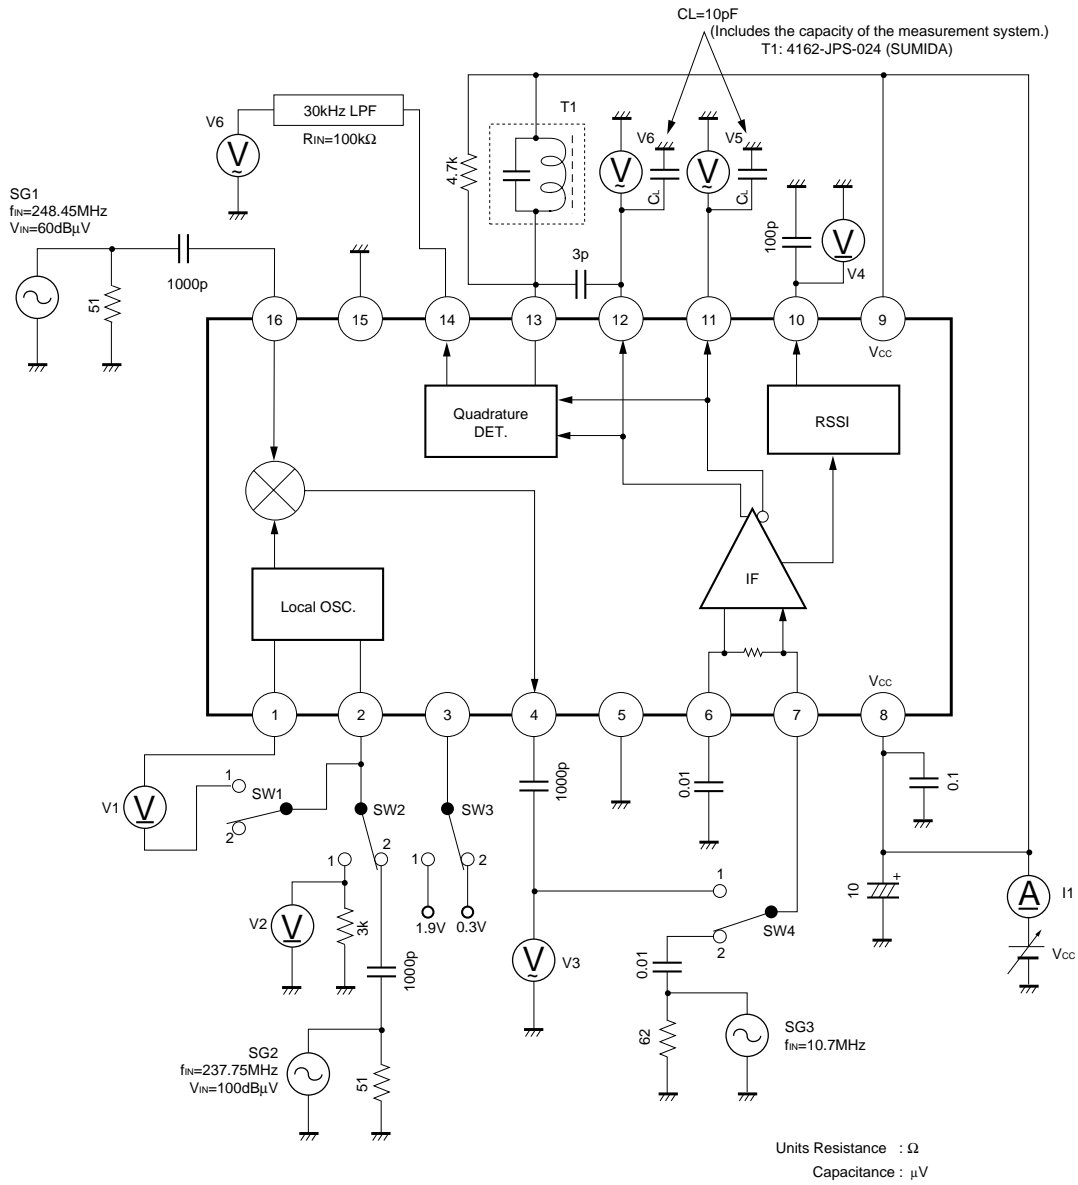 CL=10pF
(Includes the capacity of the measurement system.)
T1: 4162-JPS-024 (SUMIDA)
V6
30kHz LPF
RIN=100kΩ
T1
4.7k
V
~
V6
CL
V
~
V5
CL
V
~
SG1
fIN=248.45MHz
VIN=60dBμV
51
1000p
3p
100p
V
V4
16
15
14
13
12
11
10
9
VCC
Quadrature
DET.
RSSI
IF
Local OSC.
VCC
1
2
3
4
5
6
7
8
V1
V
1
SW1
2
SW2
1
2
SW3
1
2
1000p
0.01
0.1
V2
V
3k
1000p
1.9V
0.3V
V
~
V3
1
2
SW4
0.01
62
SG3
fIN=10.7MHz
10
+
A
I1
VCC
SG2
fIN=237.75MHz
VIN=100dBμV
51
Units Resistance : Ω
Capacitance : μV